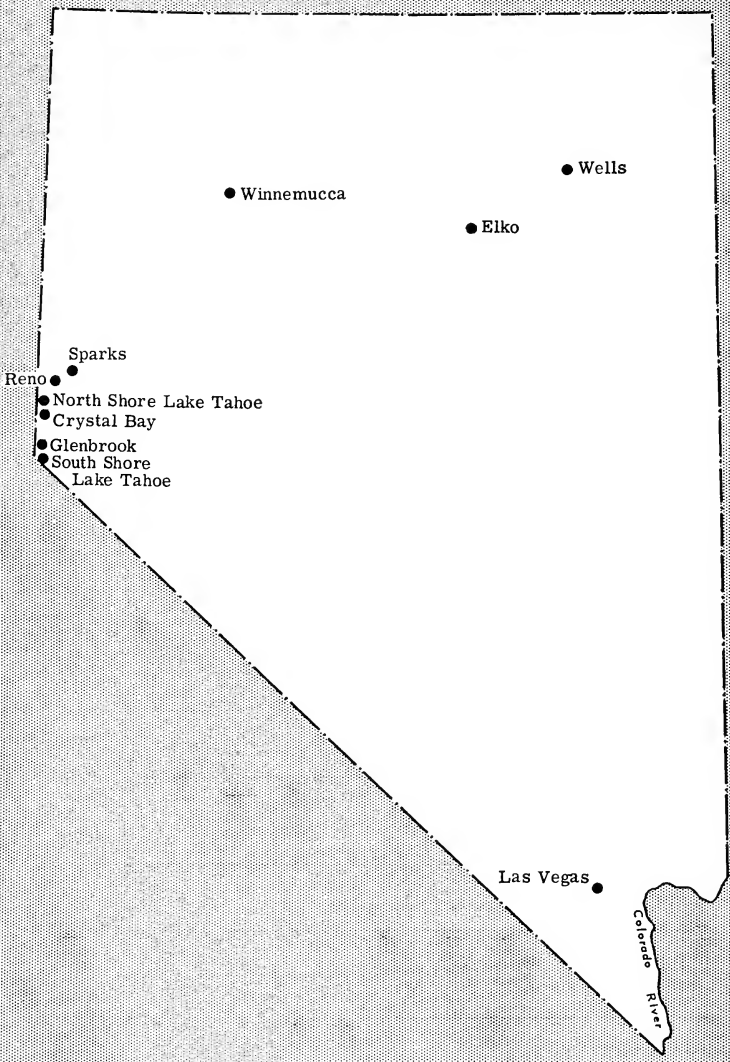 Wells
Winnemucca
Elko
Sparks
Reno
North Shore Lake Tahoe
Crystal Bay
Glenbrook
South Shore
Lake Tahoe
Las Vegas
Colorado
River